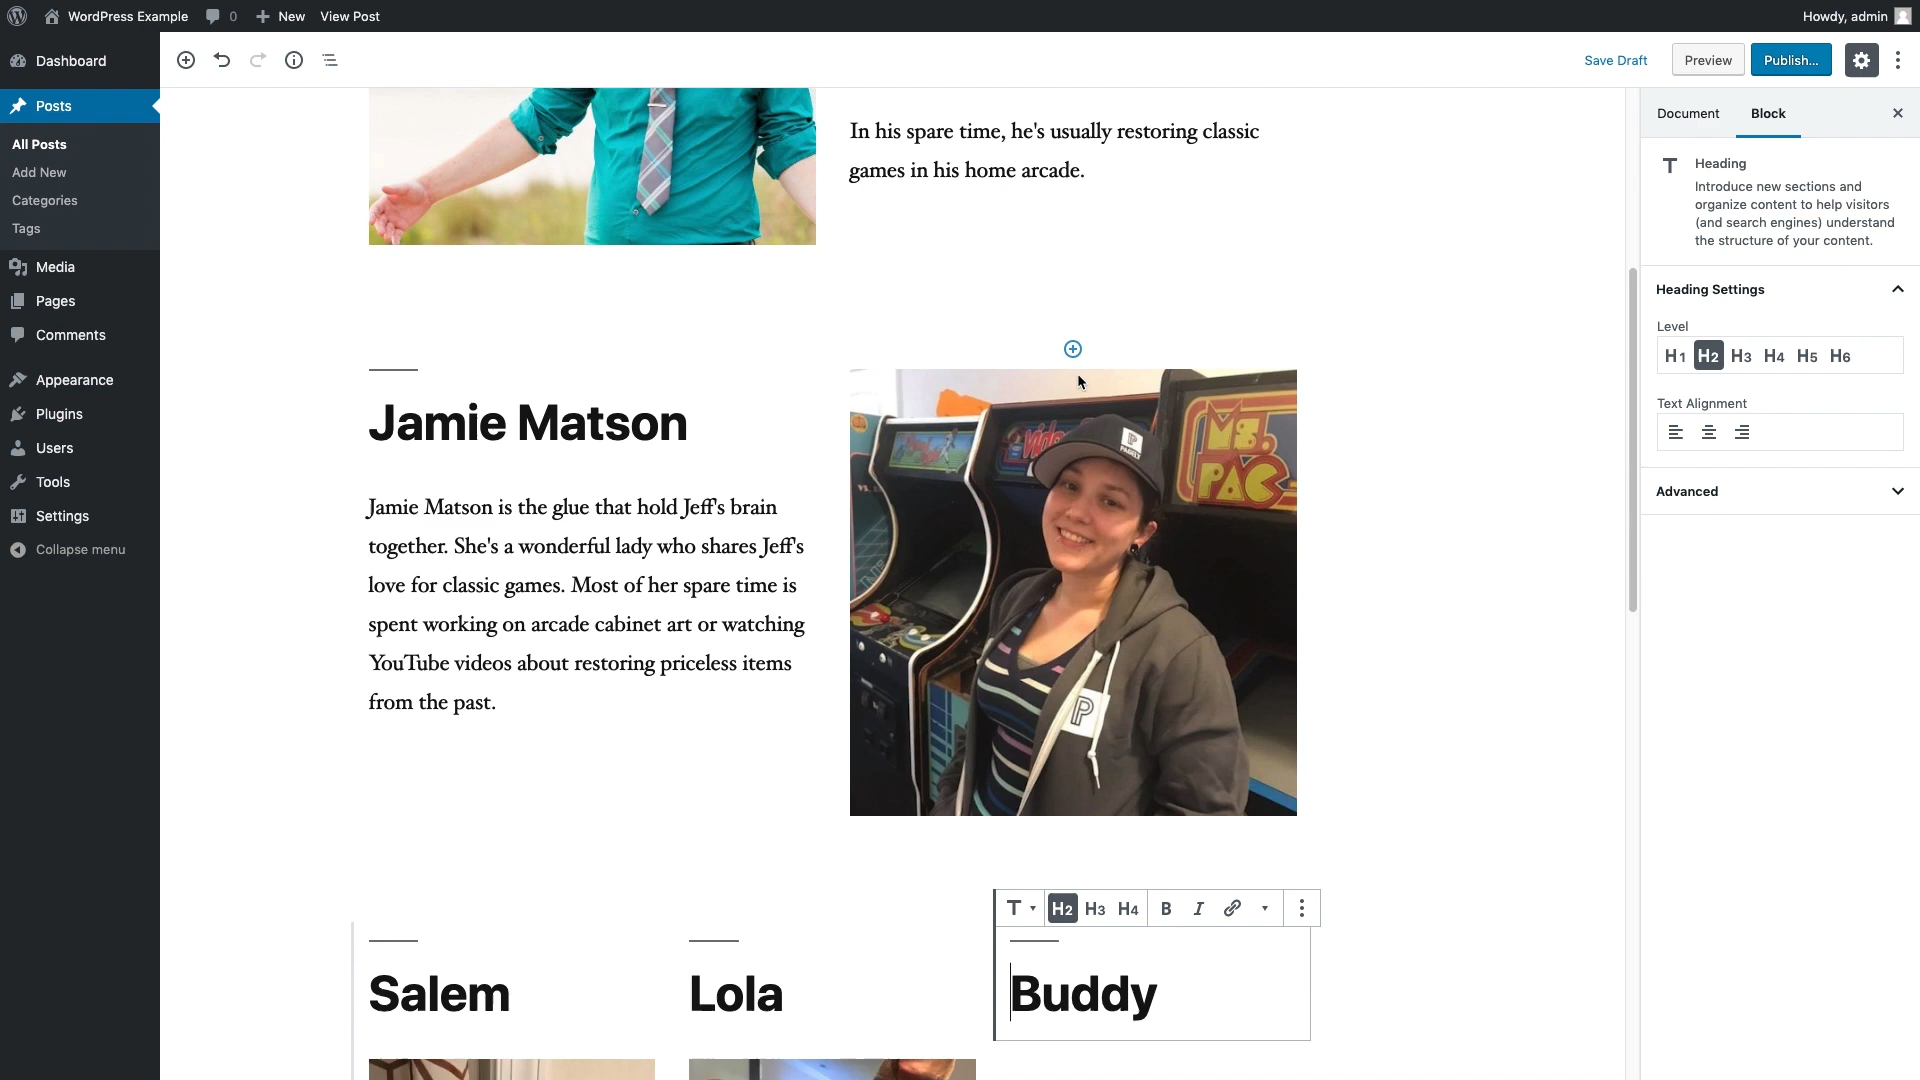 WordPress Example
0
New
View Post
Howdy, admin
Dashboard
Posts
All Posts
Add New
Categories
Tags
Media
Pages
Comments
Appearance
Plugins
Users
Tools
Settings
Collapse menu
Save Draft
Preview
Publish...
In his spare time, he's usually restoring classic
games in his home arcade.
Jamie Matson
Jamie Matson is the glue that hold Jeff's brain
together. She's a wonderful lady who shares Jeff's
love for classic games. Most of her spare time is
spent working on arcade cabinet art or watching
YouTube videos about restoring priceless items
from the past.
MS.
PAC
P
PAGELY
P
H2 H3 H4 B I
Salem
Lola
Buddy
Document
Block
Heading
Introduce new sections and
organize content to help visitors
(and search engines) understand
the structure of your content.
Heading Settings
Level
H1 H2 H3 H4 H5 H6
Text Alignment
Advanced